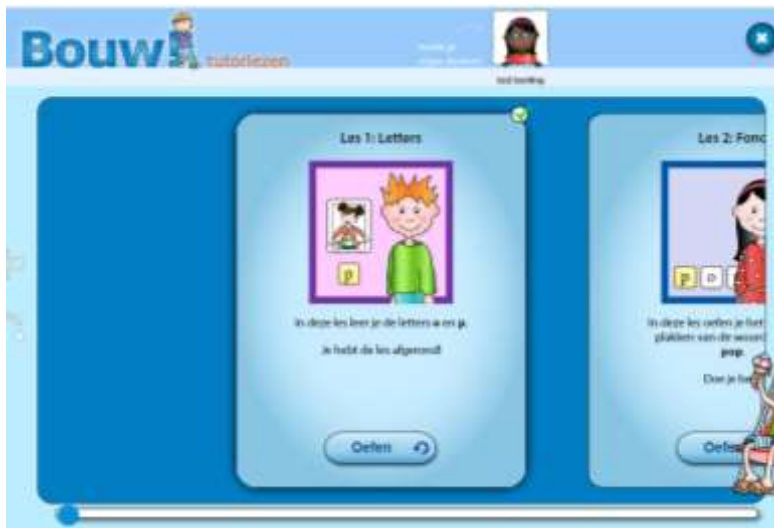 Bouw!
tutorlezen
Les 1: Letters
p
In deze les leer je de letters o en p.
Je hebt de les afgerond!
Oefen
Les 2: Fon
p o
In deze les oefen je het
plakken van de woord
pop.
Doe je
Oefen